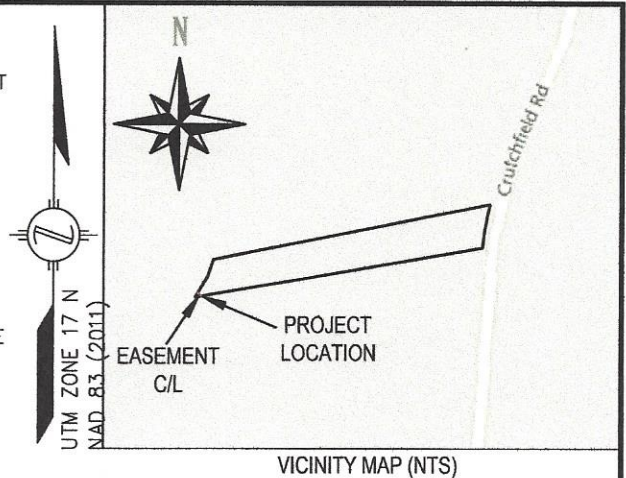 T
N
Crutchfield Rd
Z
E
UTM ZONE 17 N
NAD 83 (2011)
EASEMENT
C/L
PROJECT
LOCATION
VICINITY MAP (NTS)